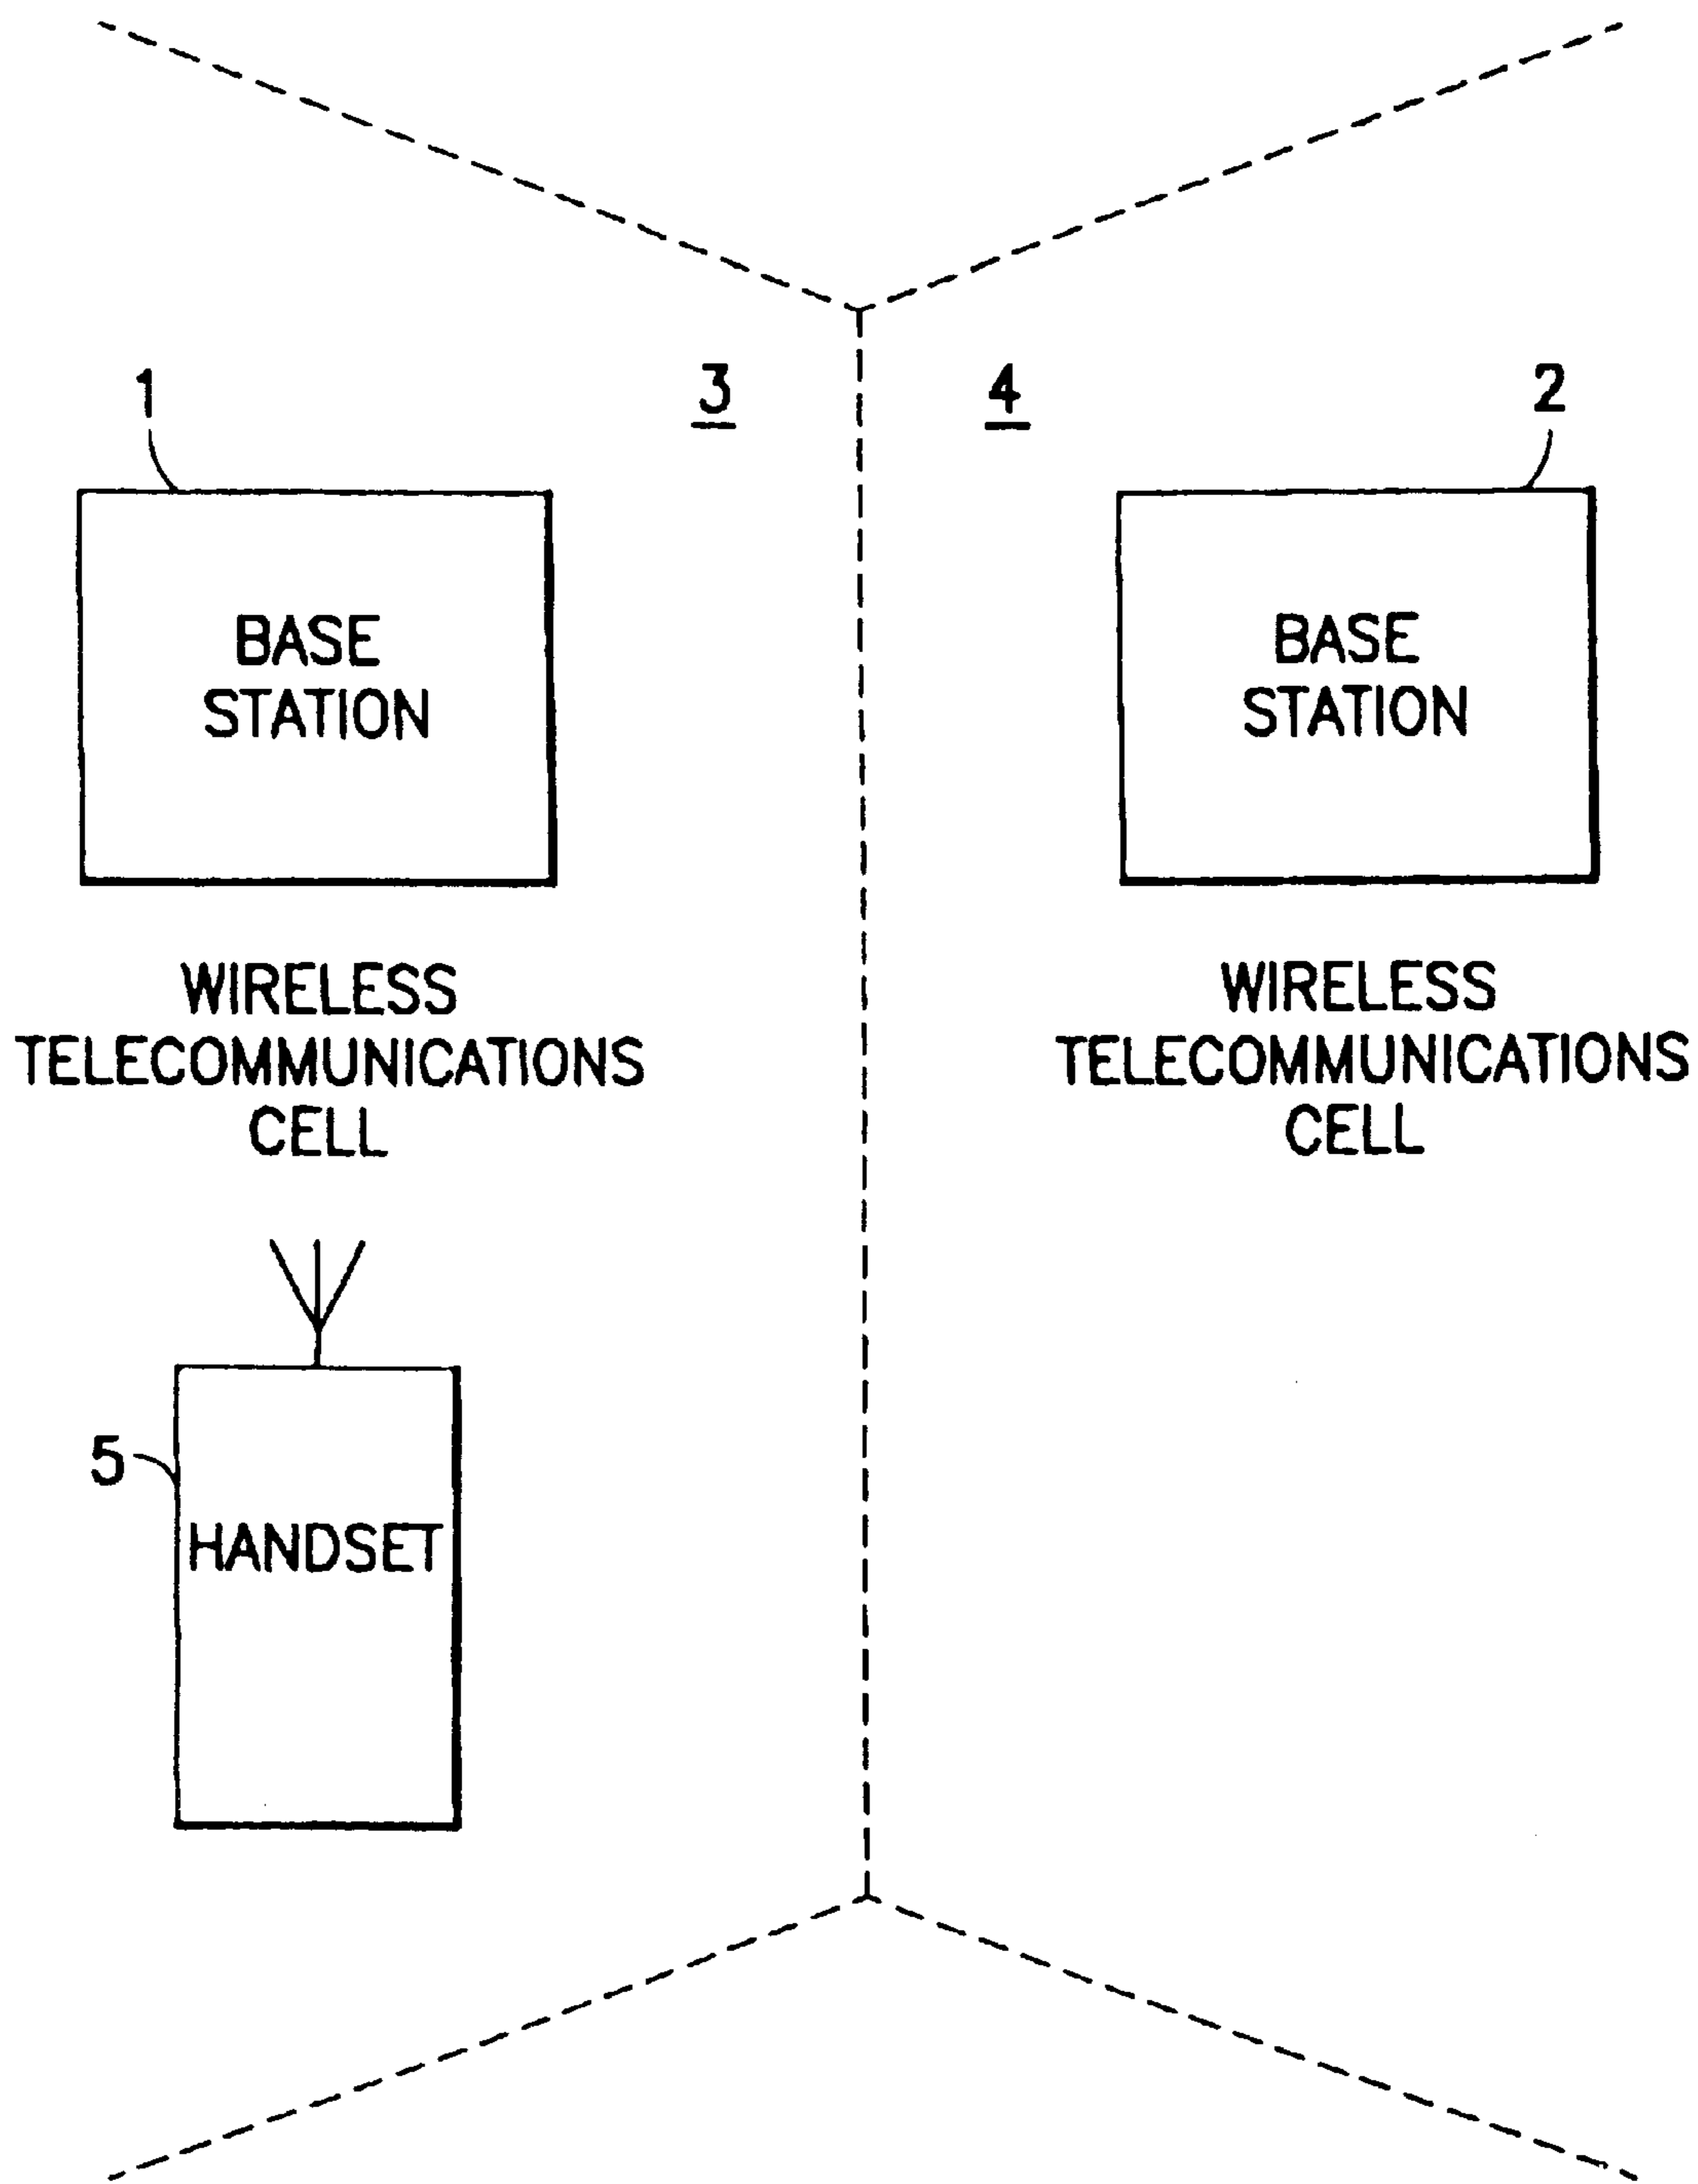 1
3
4
2
BASE
STATION
BASE
STATION
WIRELESS
TELECOMMUNICATIONS
CELL
WIRELESS
TELECOMMUNICATIONS
CELL
5
HANDSET